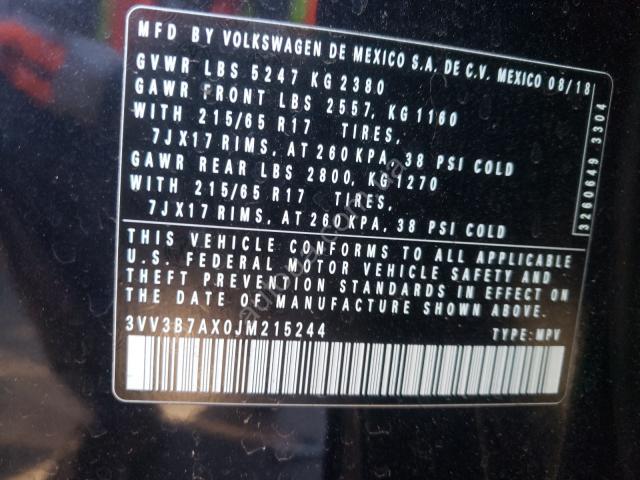 MFD BY VOLKSWAGEN DE MEXICO S.A. DE C.V. MEXICO 08/18
GVWR LBS 5247 KG 2380
GAWR FRONT LBS 2557, KG 1160
WITH 215/65 R17 TIRES,
7JX17 RIMS, AT 260 KPA, 38 PSI COLD
GAWR REAR LBS 2800, KG 1270
WITH 215/65 R17 TIRES,
7JX17 RIMS, AT 260 KPA, 38 PSI COLD
THIS VEHICLE CONFORMS TO ALL APPLICABLE
U.S. FEDERAL MOTOR VEHICLE SAFETY AND
THEFT PREVENTION STANDARDS IN EFFECT ON
THE DATE OF MANUFACTURE SHOWN ABOVE.
3VV3B7AX0JM215244 TYPE: MPV
3260649 3304